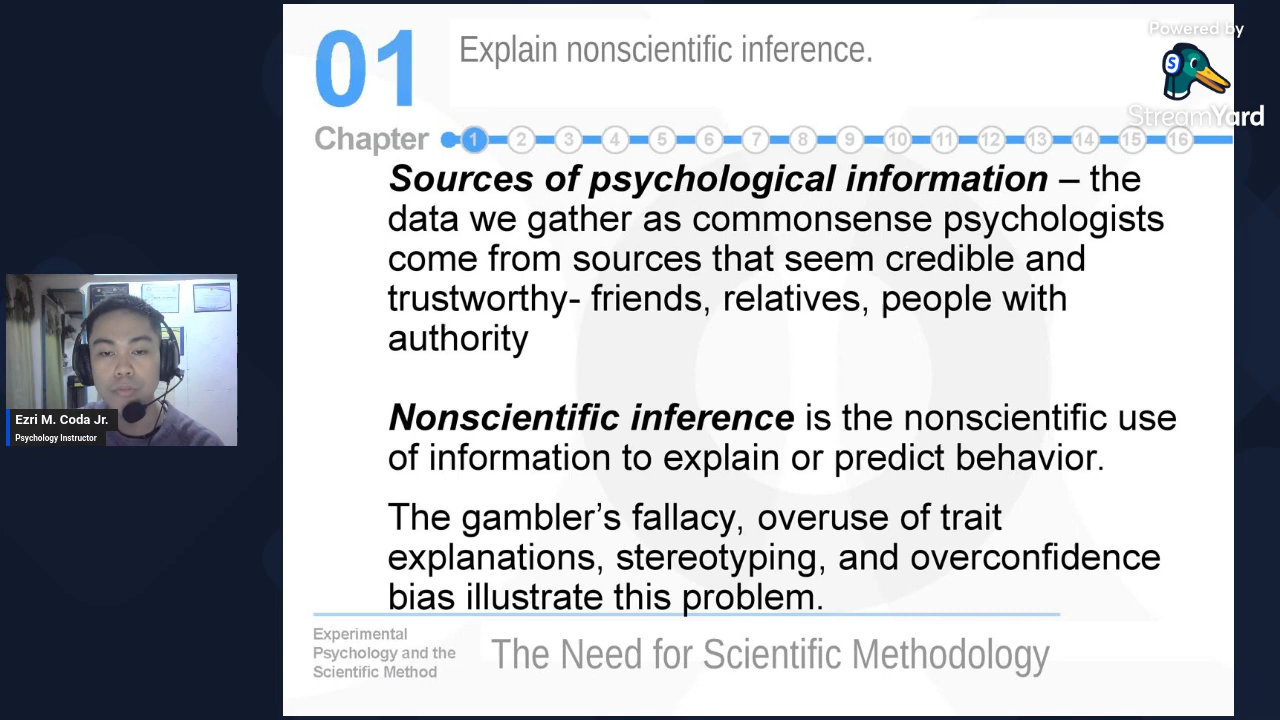 01
Explain nonscientific inference.
Powered by
S
StreamYard
Chapter 1 2 3 4 5 6 7 8 9 10 11 12 13 14 15 16
Sources of psychological information – the
data we gather as commonsense psychologists
come from sources that seem credible and
trustworthy- friends, relatives, people with
authority
Nonscientific inference is the nonscientific use
of information to explain or predict behavior.
The gambler’s fallacy, overuse of trait
explanations, stereotyping, and overconfidence
bias illustrate this problem.
Ezri M. Coda Jr.
Psychology Instructor
Experimental
Psychology and the
Scientific Method
The Need for Scientific Methodology